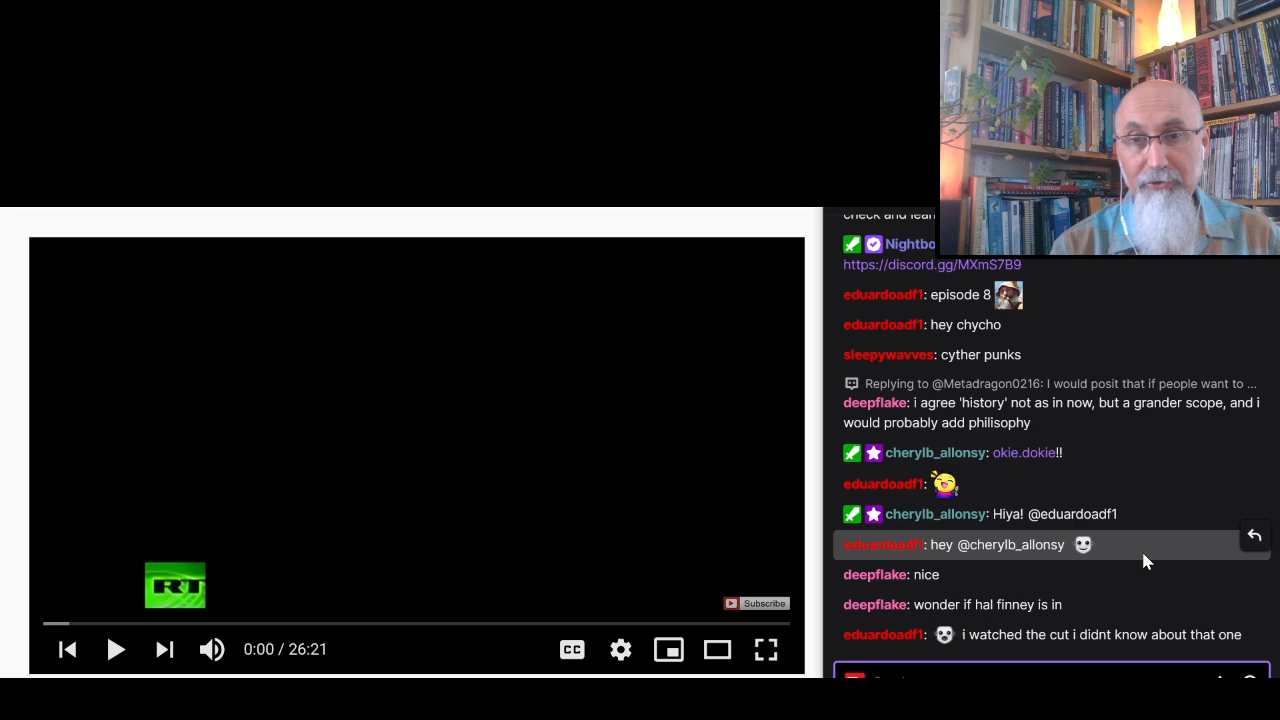 check and lear
Nightbo
https://discord.gg/MXmS7B9
eduardoadf1: episode 8
eduardoadf1: hey chycho
sleepywavves: cyther punks
Replying to @Metadragon0216: I would posit that if people want to ...
deepflake: i agree 'history' not as in now, but a grander scope, and i
would probably add philisophy
cherylb_allonsy: okie.dokie!!
eduardoadf1:
cherylb_allonsy: Hiya! @eduardoadf1
eduardoadf1: hey @cherylb_allonsy
deepflake: nice
deepflake: wonder if hal finney is in
eduardoadf1: i watched the cut i didnt know about that one
RT
Subscribe
0:00 / 26:21
CC